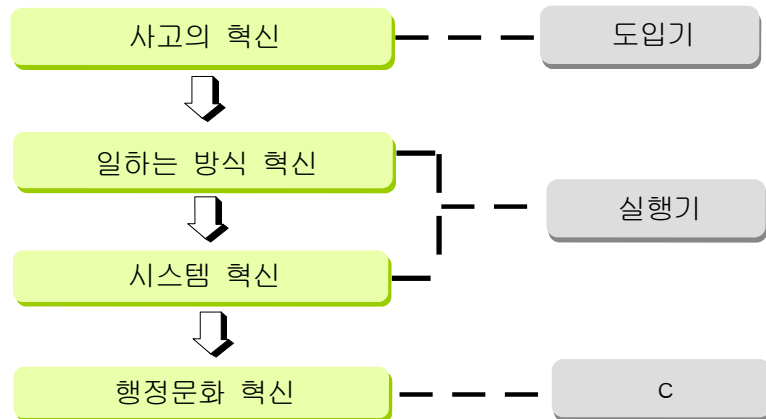 사고의 혁신
도입기
일하는 방식 혁신
실행기
시스템 혁신
행정문화 혁신
C